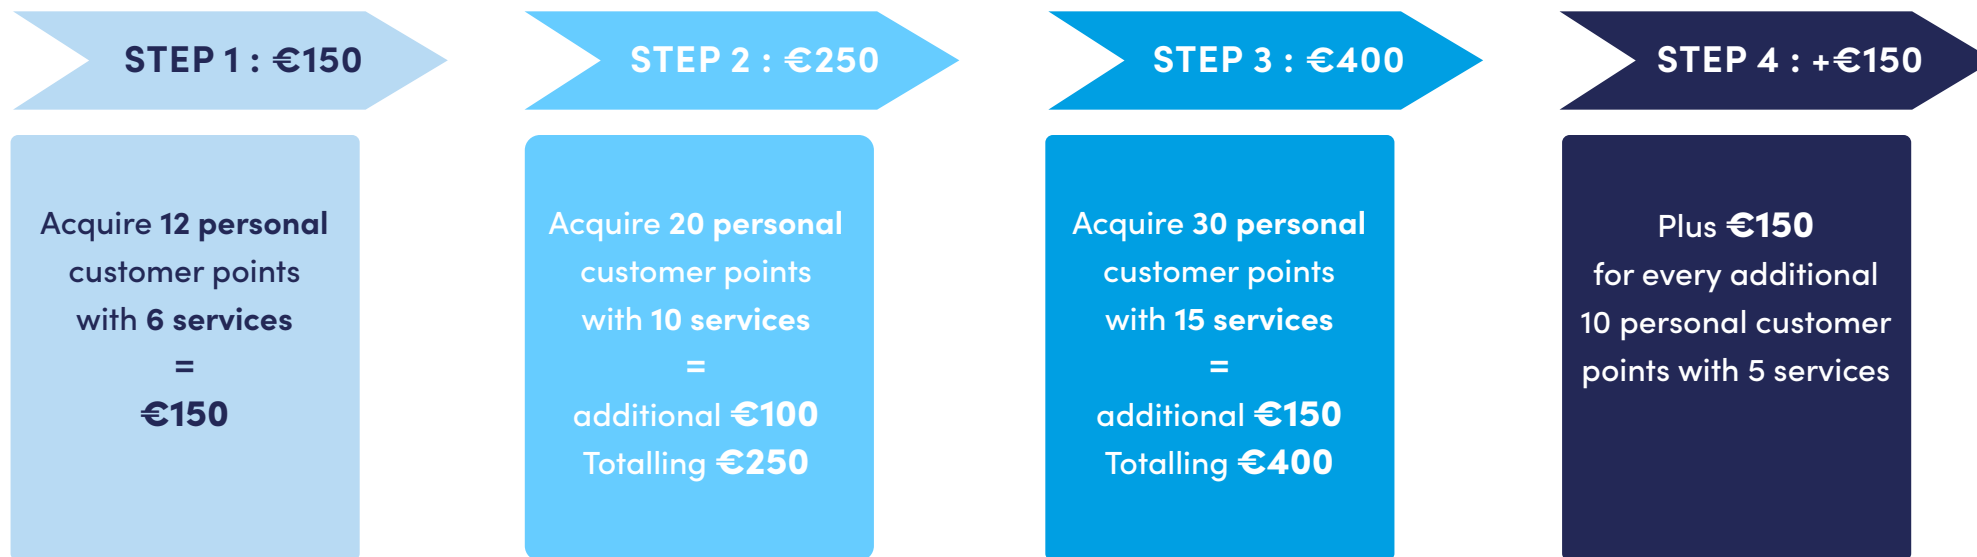 STEP 1 : €150
STEP 2 : €250
STEP 3 : €400
STEP 4 : +€150
Acquire 12 personal
customer points
with 6 services
=
€150
Acquire 20 personal
customer points
with 10 services
=
additional €100
Totalling €250
Acquire 30 personal
customer points
with 15 services
=
additional €150
Totalling €400
Plus €150
for every additional
10 personal customer
points with 5 services